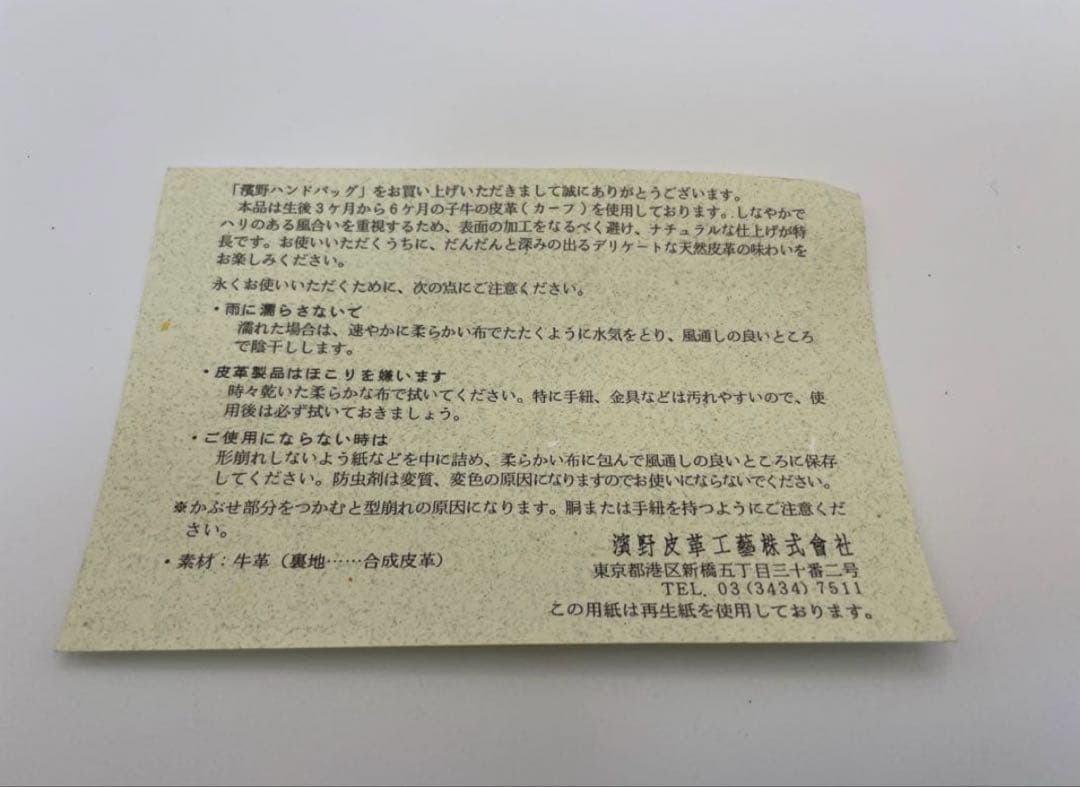 「濱野ハンドバッグ」をお買い上げいただきまして誠にありがとうございます。
本品は生後3ケ月から6ケ月の子牛の皮革（カーフ）を使用しております。しなやかで
ハリのある風合いを重視するため、表面の加工をなるべく避け、ナチュラルな仕上げが特
長です。お使いいただくうちに、だんだんと深みの出るデリケートな天然皮革の味わいを
お楽しみください。
永くお使いいただくために、次の点にご注意ください。
・雨に濡らさないで
濡れた場合は、速やかに柔らかい布でたたくように水気をとり、風通しの良いところ
で陰干しします。
・皮革製品はほこりを嫌います
時々乾いた柔らかな布で拭いてください。特に手紐、金具などは汚れやすいので、使
用後は必ず拭いておきましょう。
・ご使用にならない時は
形崩れしないよう紙などを中に詰め、柔らかい布に包んで風通しの良いところに保存
してください。防虫剤は変質、変色の原因になりますのでお使いにならないでください。
※かぶせ部分をつかむと型崩れの原因になります。胴または手紐を持つようにご注意くだ
さい。
・素材：牛革（裏地……合成皮革）
濱野皮革工藝株式會社
東京都港区新橋五丁目三十番二号
TEL. 03(3434)7511
この用紙は再生紙を使用しております。